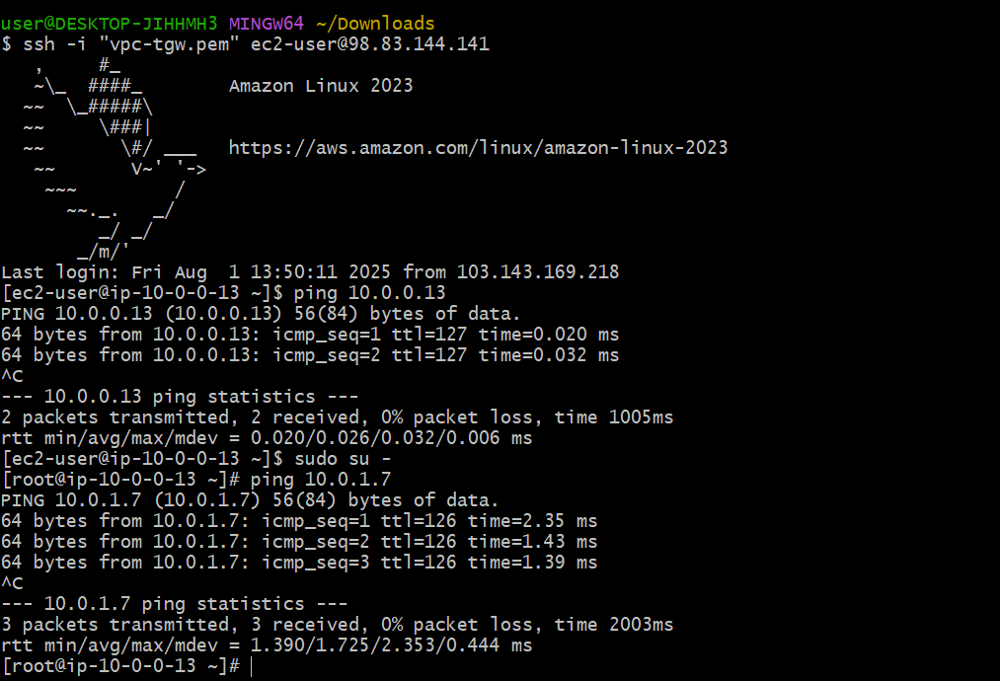 user@DESKTOP-JIHHMH3 MINGW64 ~/Downloads
$ ssh -i "vpc-tgw.pem" ec2-user@98.83.144.141
   ,     #_
   ~\_  ####_        Amazon Linux 2023
  ~~  \_#####\
  ~~     \###|
  ~~       \#/ ___   https://aws.amazon.com/linux/amazon-linux-2023
   ~~       V~' '->
    ~~~         /
      ~~._.   _/
         _/ _/
       _/m/'
Last login: Fri Aug  1 13:50:11 2025 from 103.143.169.218
[ec2-user@ip-10-0-0-13 ~]$ ping 10.0.0.13
PING 10.0.0.13 (10.0.0.13) 56(84) bytes of data.
64 bytes from 10.0.0.13: icmp_seq=1 ttl=127 time=0.020 ms
64 bytes from 10.0.0.13: icmp_seq=2 ttl=127 time=0.032 ms
^C
--- 10.0.0.13 ping statistics ---
2 packets transmitted, 2 received, 0% packet loss, time 1005ms
rtt min/avg/max/mdev = 0.020/0.026/0.032/0.006 ms
[ec2-user@ip-10-0-0-13 ~]$ sudo su -
[root@ip-10-0-0-13 ~]# ping 10.0.1.7
PING 10.0.1.7 (10.0.1.7) 56(84) bytes of data.
64 bytes from 10.0.1.7: icmp_seq=1 ttl=126 time=2.35 ms
64 bytes from 10.0.1.7: icmp_seq=2 ttl=126 time=1.43 ms
64 bytes from 10.0.1.7: icmp_seq=3 ttl=126 time=1.39 ms
^C
--- 10.0.1.7 ping statistics ---
3 packets transmitted, 3 received, 0% packet loss, time 2003ms
rtt min/avg/max/mdev = 1.390/1.725/2.353/0.444 ms
[root@ip-10-0-0-13 ~]#